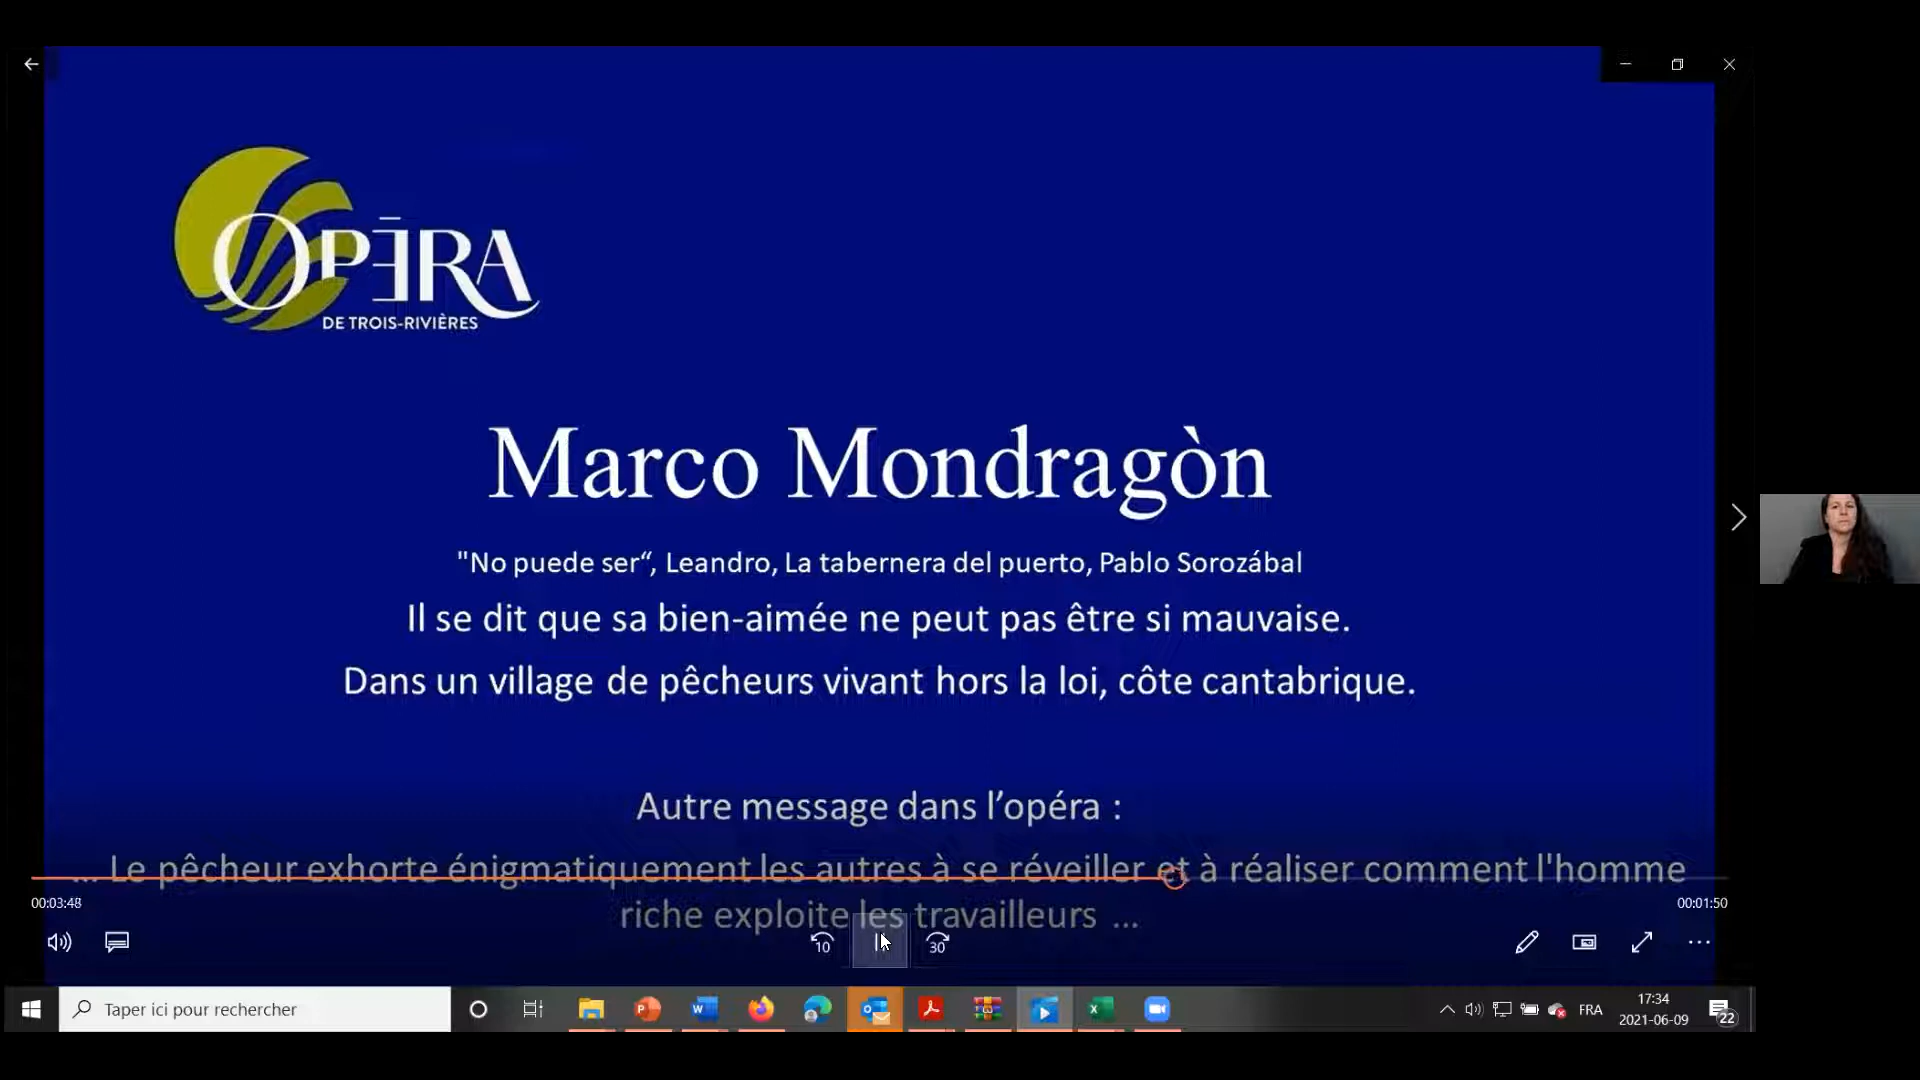 OPÉRA
DE TROIS-RIVIÈRES
Marco Mondragòn
"No puede ser“, Leandro, La tabernera del puerto, Pablo Sorozábal
Il se dit que sa bien-aimée ne peut pas être si mauvaise.
Dans un village de pêcheurs vivant hors la loi, côte cantabrique.
Autre message dans l’opéra :
... Le pêcheur exhorte énigmatiquement les autres à se réveiller et à réaliser comment l'homme
riche exploite les travailleurs ...
00:03:48
00:01:50
10
30
Taper ici pour rechercher
FRA
17:34
2021-06-09
22